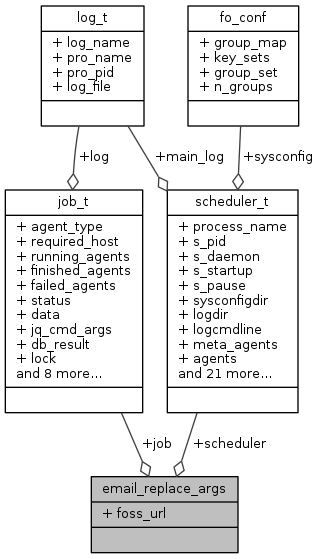 log_t
+ log_name
+ pro_name
+ pro_pid
+ log_file
fo_conf
+ group_map
+ key_sets
+ group_set
+ n_groups
+log
+main_log
+sysconfig
job_t
+ agent_type
+ required_host
+ running_agents
+ finished_agents
+ failed_agents
+ status
+ data
+ jq_cmd_args
+ db_result
+ lock
and 8 more...
scheduler_t
+ process_name
+ s_pid
+ s_daemon
+ s_startup
+ s_pause
+ sysconfigdir
+ logdir
+ logcmdline
+ meta_agents
+ agents
and 21 more...
+job
+scheduler
email_replace_args
+ foss_url